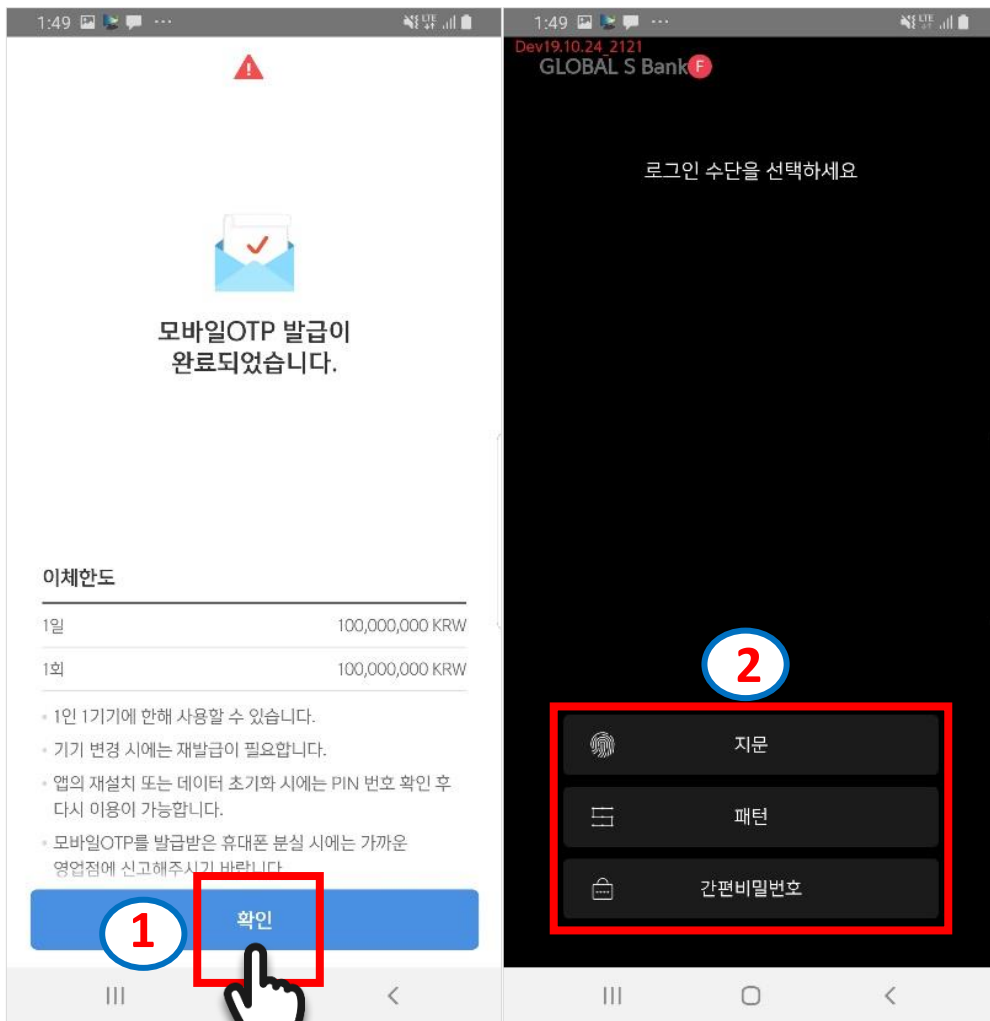 1:49
모바일OTP 발급이
완료되었습니다.
이체한도
1일 100,000,000 KRW
1회 100,000,000 KRW
1인 1기기에 한해 사용할 수 있습니다.
기기 변경 시에는 재발급이 필요합니다.
앱의 재설치 또는 데이터 초기화 시에는 PIN 번호 확인 후
다시 이용이 가능합니다.
모바일OTP를 발급받은 휴대폰 분실 시에는 가까운
영업점에 신고해주시기 바랍니다
1
확인
1:49
Dev19.10.24_2121
GLOBAL S Bank F
로그인 수단을 선택하세요
2
지문
패턴
간편비밀번호